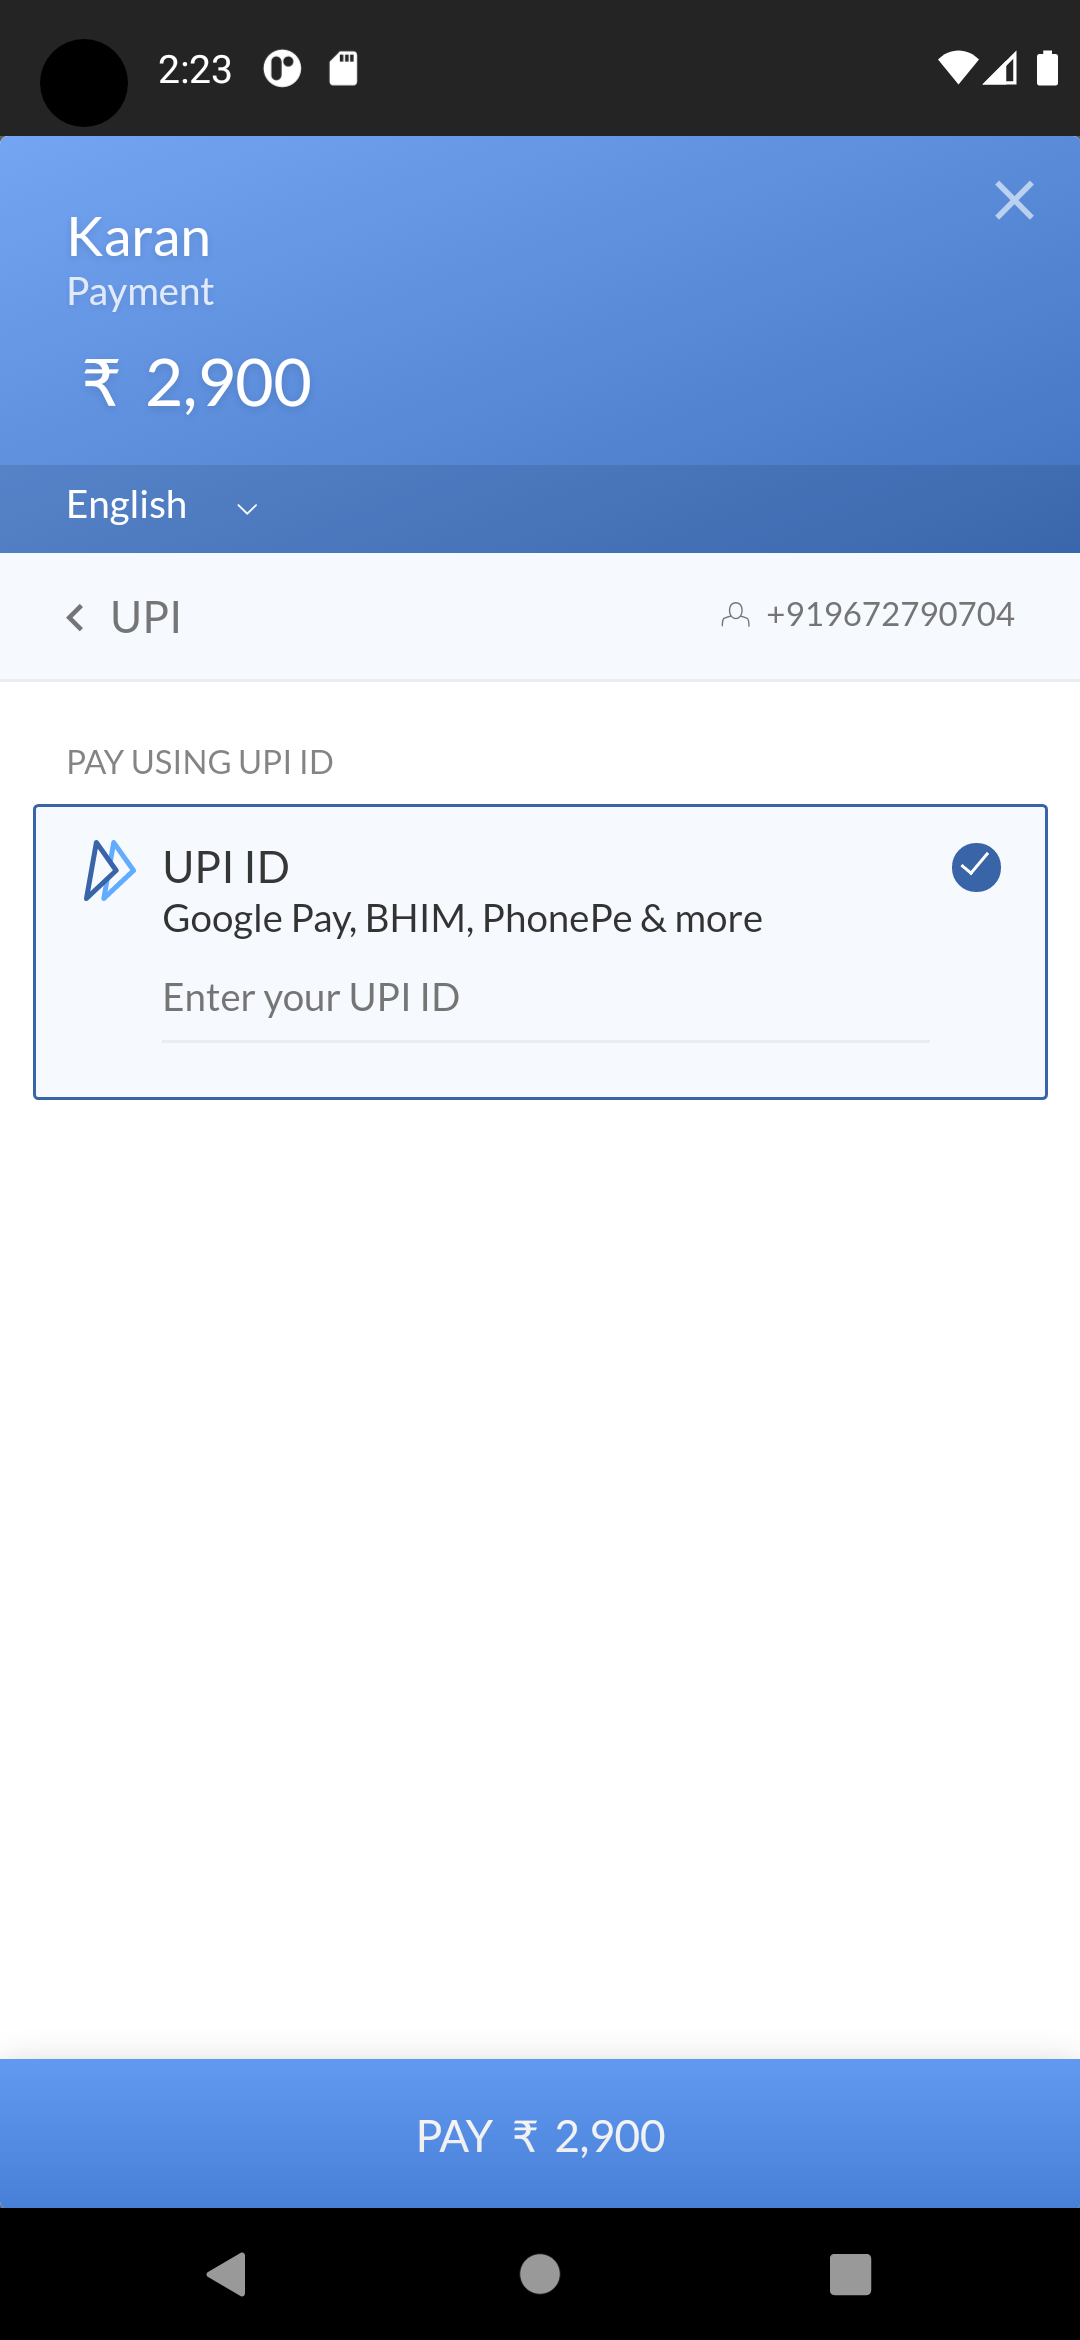 2:23
Karan
Payment
₹ 2,900
English
UPI
+919672790704
PAY USING UPI ID
UPI ID
Google Pay, BHIM, PhonePe & more
Enter your UPI ID
PAY ₹ 2,900